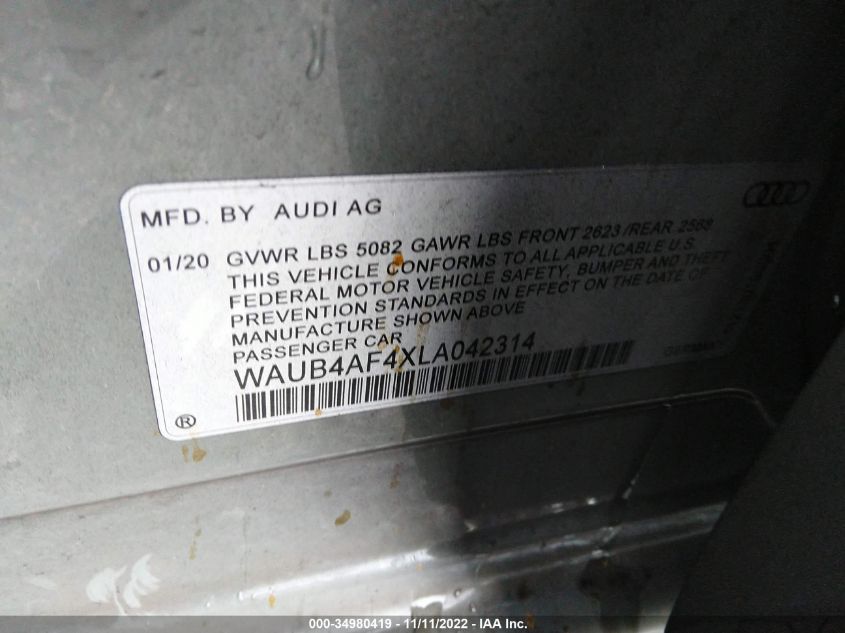 MFD. BY AUDI AG
01/20 GVWR LBS 5082 GAWR LBS FRONT 2623 /REAR 2568
THIS VEHICLE CONFORMS TO ALL APPLICABLE U.S.
FEDERAL MOTOR VEHICLE SAFETY, BUMPER AND THEFT
PREVENTION STANDARDS IN EFFECT ON THE DATE OF
MANUFACTURE SHOWN ABOVE
PASSENGER CAR
WAUB4AF4XLA042314
®
000-34980419 - 11/11/2022 - IAA Inc.